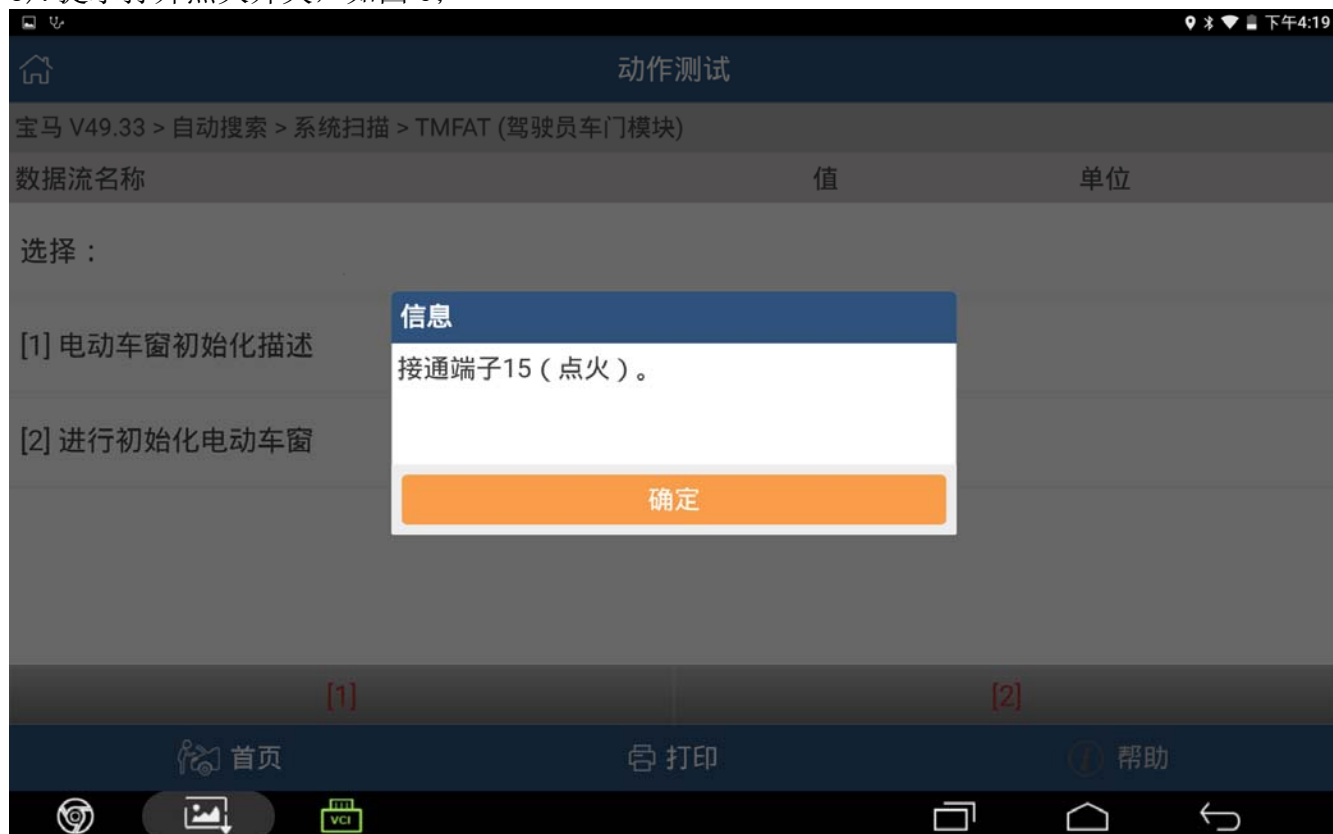 下午4:19
动作测试
宝马 V49.33 > 自动搜索 > 系统扫描 > TMFAT (驾驶员车门模块)
数据流名称 值 单位
选择：
[1] 电动车窗初始化描述
[2] 进行初始化电动车窗
信息
接通端子15（点火）。
确定
[1] [2]
首页 打印 帮助
VCI